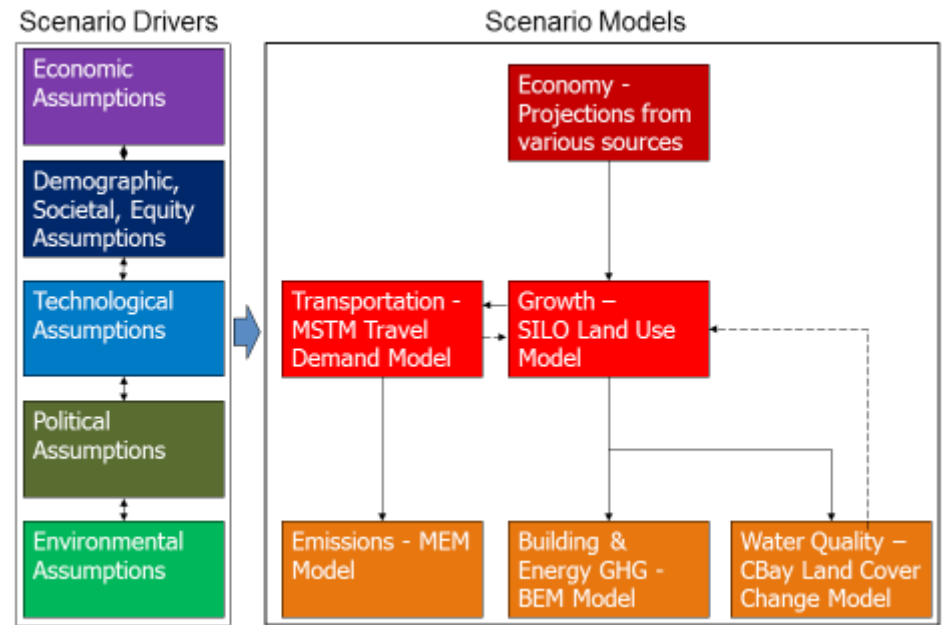 Scenario Drivers
Scenario Models
Economic
Assumptions
Demographic,
Societal, Equity
Assumptions
Technological
Assumptions
Political
Assumptions
Environmental
Assumptions
Economy -
Projections from
various sources
Transportation -
MSTM Travel
Demand Model
Growth –
SILO Land Use
Model
Emissions - MEM
Model
Building &
Energy GHG -
BEM Model
Water Quality –
CBay Land Cover
Change Model